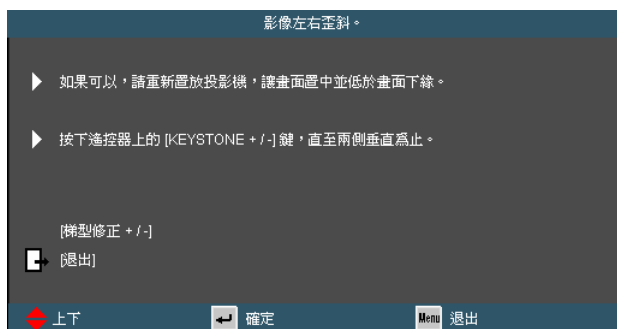 影像左右歪斜。
如果可以，請重新置放投影機，讓畫面置中並低於畫面下緣。
按下遙控器上的 [KEYSTONE + / -] 鍵，直至兩側垂直為止。
[梯型修正 + / -]
[退出]
上下 確定 Menu 退出